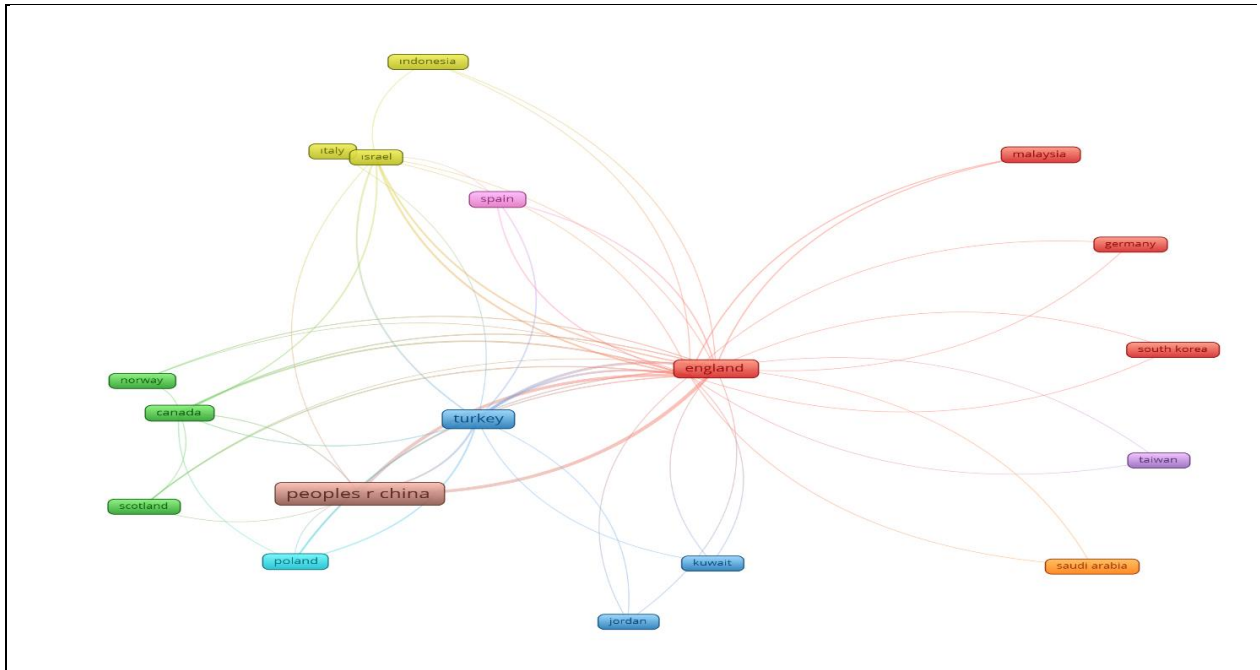 indonesia
italy
israel
malaysia
spain
germany
south korea
england
norway
canada
turkey
taiwan
peoples r china
scotland
poland
kuwait
saudi arabia
jordan